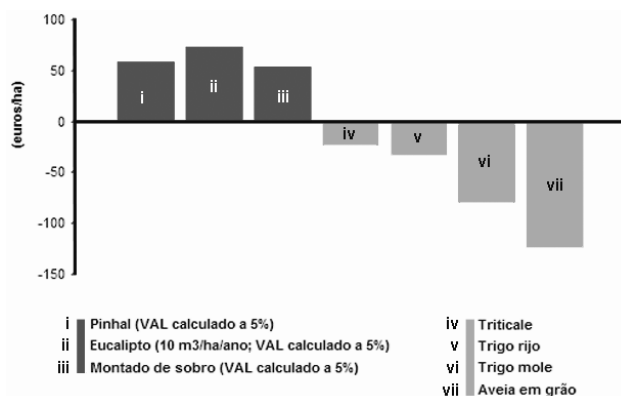 100
50
0
-50
-100
-150
(euros/ha)
i
ii
iii
iv
v
vi
vii
i Pinhal (VAL calculado a 5%)
ii Eucalipto (10 m3/ha/ano; VAL calculado a 5%)
iii Montado de sobro (VAL calculado a 5%)
iv Triticale
v Trigo rijo
vi Trigo mole
vii Aveia em grão